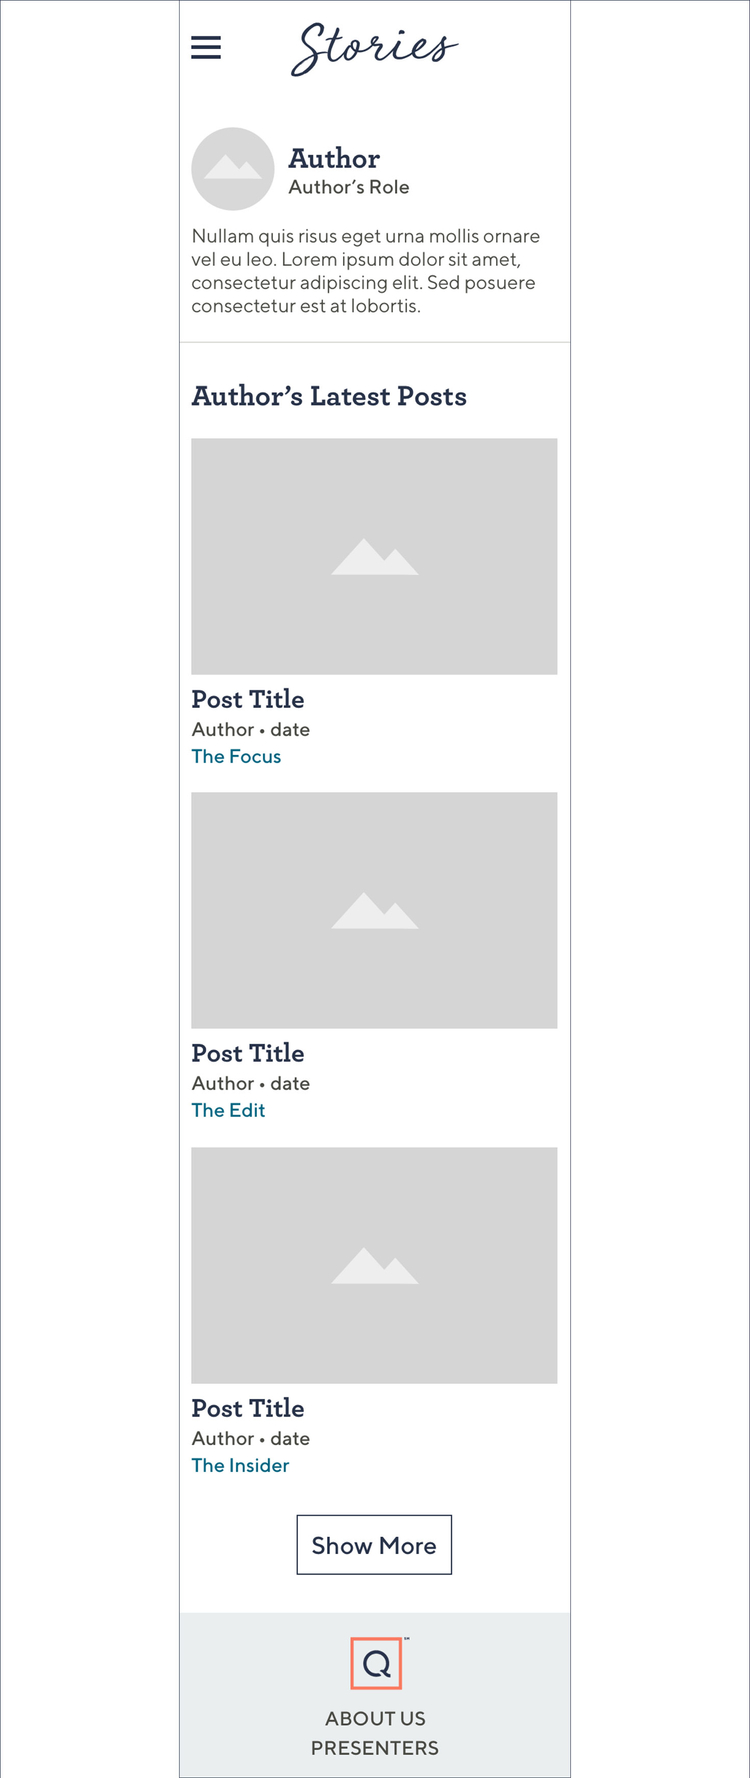 Stories
Author
Author’s Role
Nullam quis risus eget urna mollis ornare
vel eu leo. Lorem ipsum dolor sit amet,
consectetur adipiscing elit. Sed posuere
consectetur est at lobortis.
Author’s Latest Posts
Post Title
Author • date
The Focus
Post Title
Author • date
The Edit
Post Title
Author • date
The Insider
Show More
Q
ABOUT US
PRESENTERS